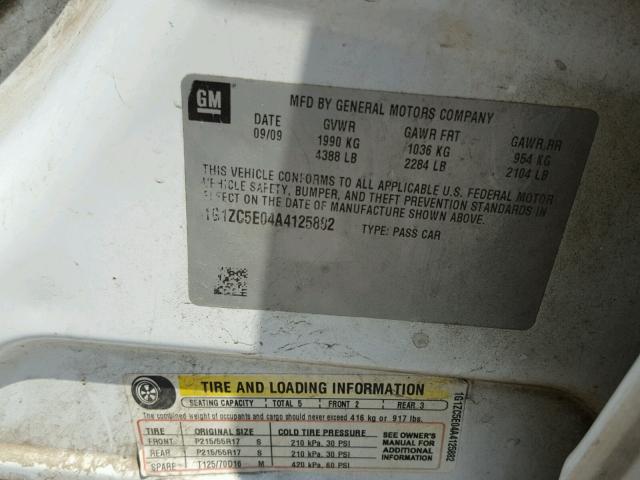 GM
MFD BY GENERAL MOTORS COMPANY
DATE GVWR GAWR FRT GAWR RR
09/09 1990 KG 1036 KG 954 KG
4388 LB 2284 LB 2104 LB
THIS VEHICLE CONFORMS TO ALL APPLICABLE U.S. FEDERAL MOTOR
VEHICLE SAFETY, BUMPER, AND THEFT PREVENTION STANDARDS IN
EFFECT ON THE DATE OF MANUFACTURE SHOWN ABOVE.
1G1ZC5E04A4125882 TYPE: PASS CAR
TIRE AND LOADING INFORMATION
SEATING CAPACITY TOTAL 5 FRONT 2 REAR 3
The combined weight of occupants and cargo should never exceed 416 kg or 917 lbs.
TIRE ORIGINAL SIZE COLD TIRE PRESSURE
FRONT P215/55R17 S 210 kPa, 30 PSI
REAR P215/55R17 S 210 kPa, 30 PSI
SPARE T125/70D16 M 420 kPa, 60 PSI
SEE OWNER'S
MANUAL FOR
ADDITIONAL
INFORMATION
1G1ZC5E04A4125882